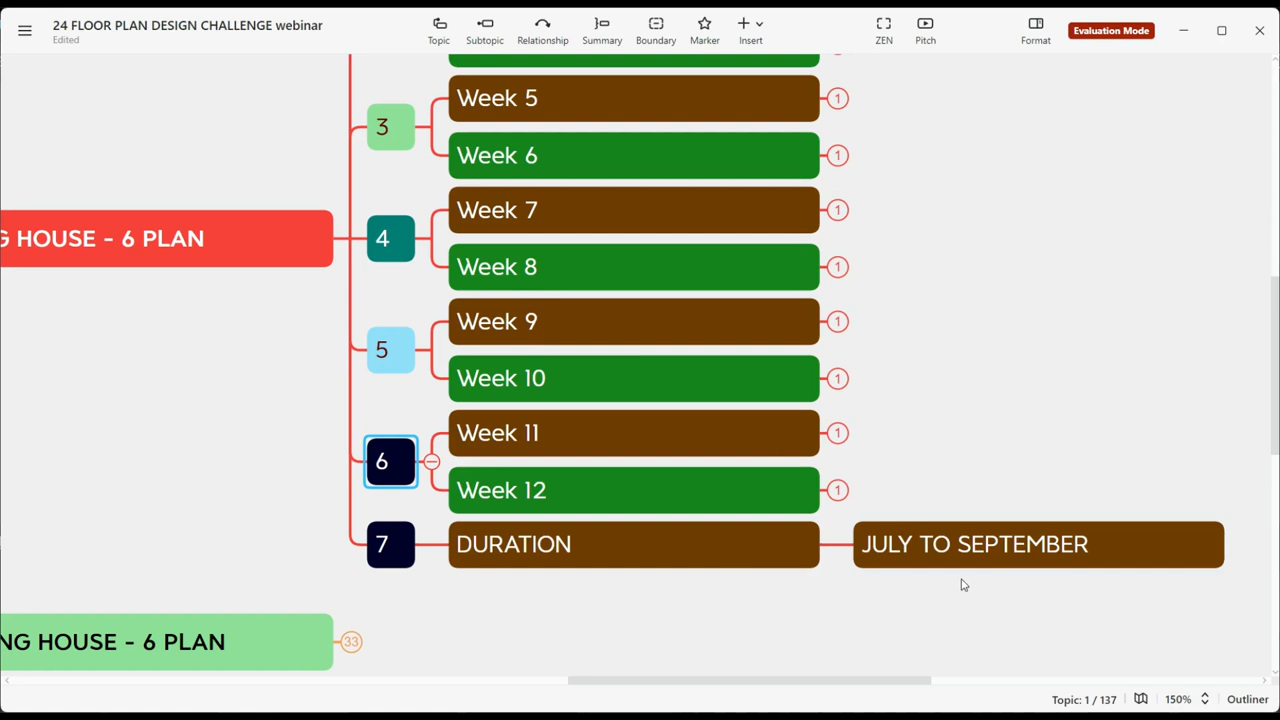 24 FLOOR PLAN DESIGN CHALLENGE webinar
Edited
Topic
Subtopic
Relationship
Summary
Boundary
Marker
Insert
ZEN
Pitch
Format
Evaluation Mode
3
Week 5
1
Week 6
1
G HOUSE - 6 PLAN
4
Week 7
1
Week 8
1
5
Week 9
1
Week 10
1
6
Week 11
1
Week 12
1
7
DURATION
JULY TO SEPTEMBER
NG HOUSE - 6 PLAN
33
Topic: 1 / 137
150%
Outliner